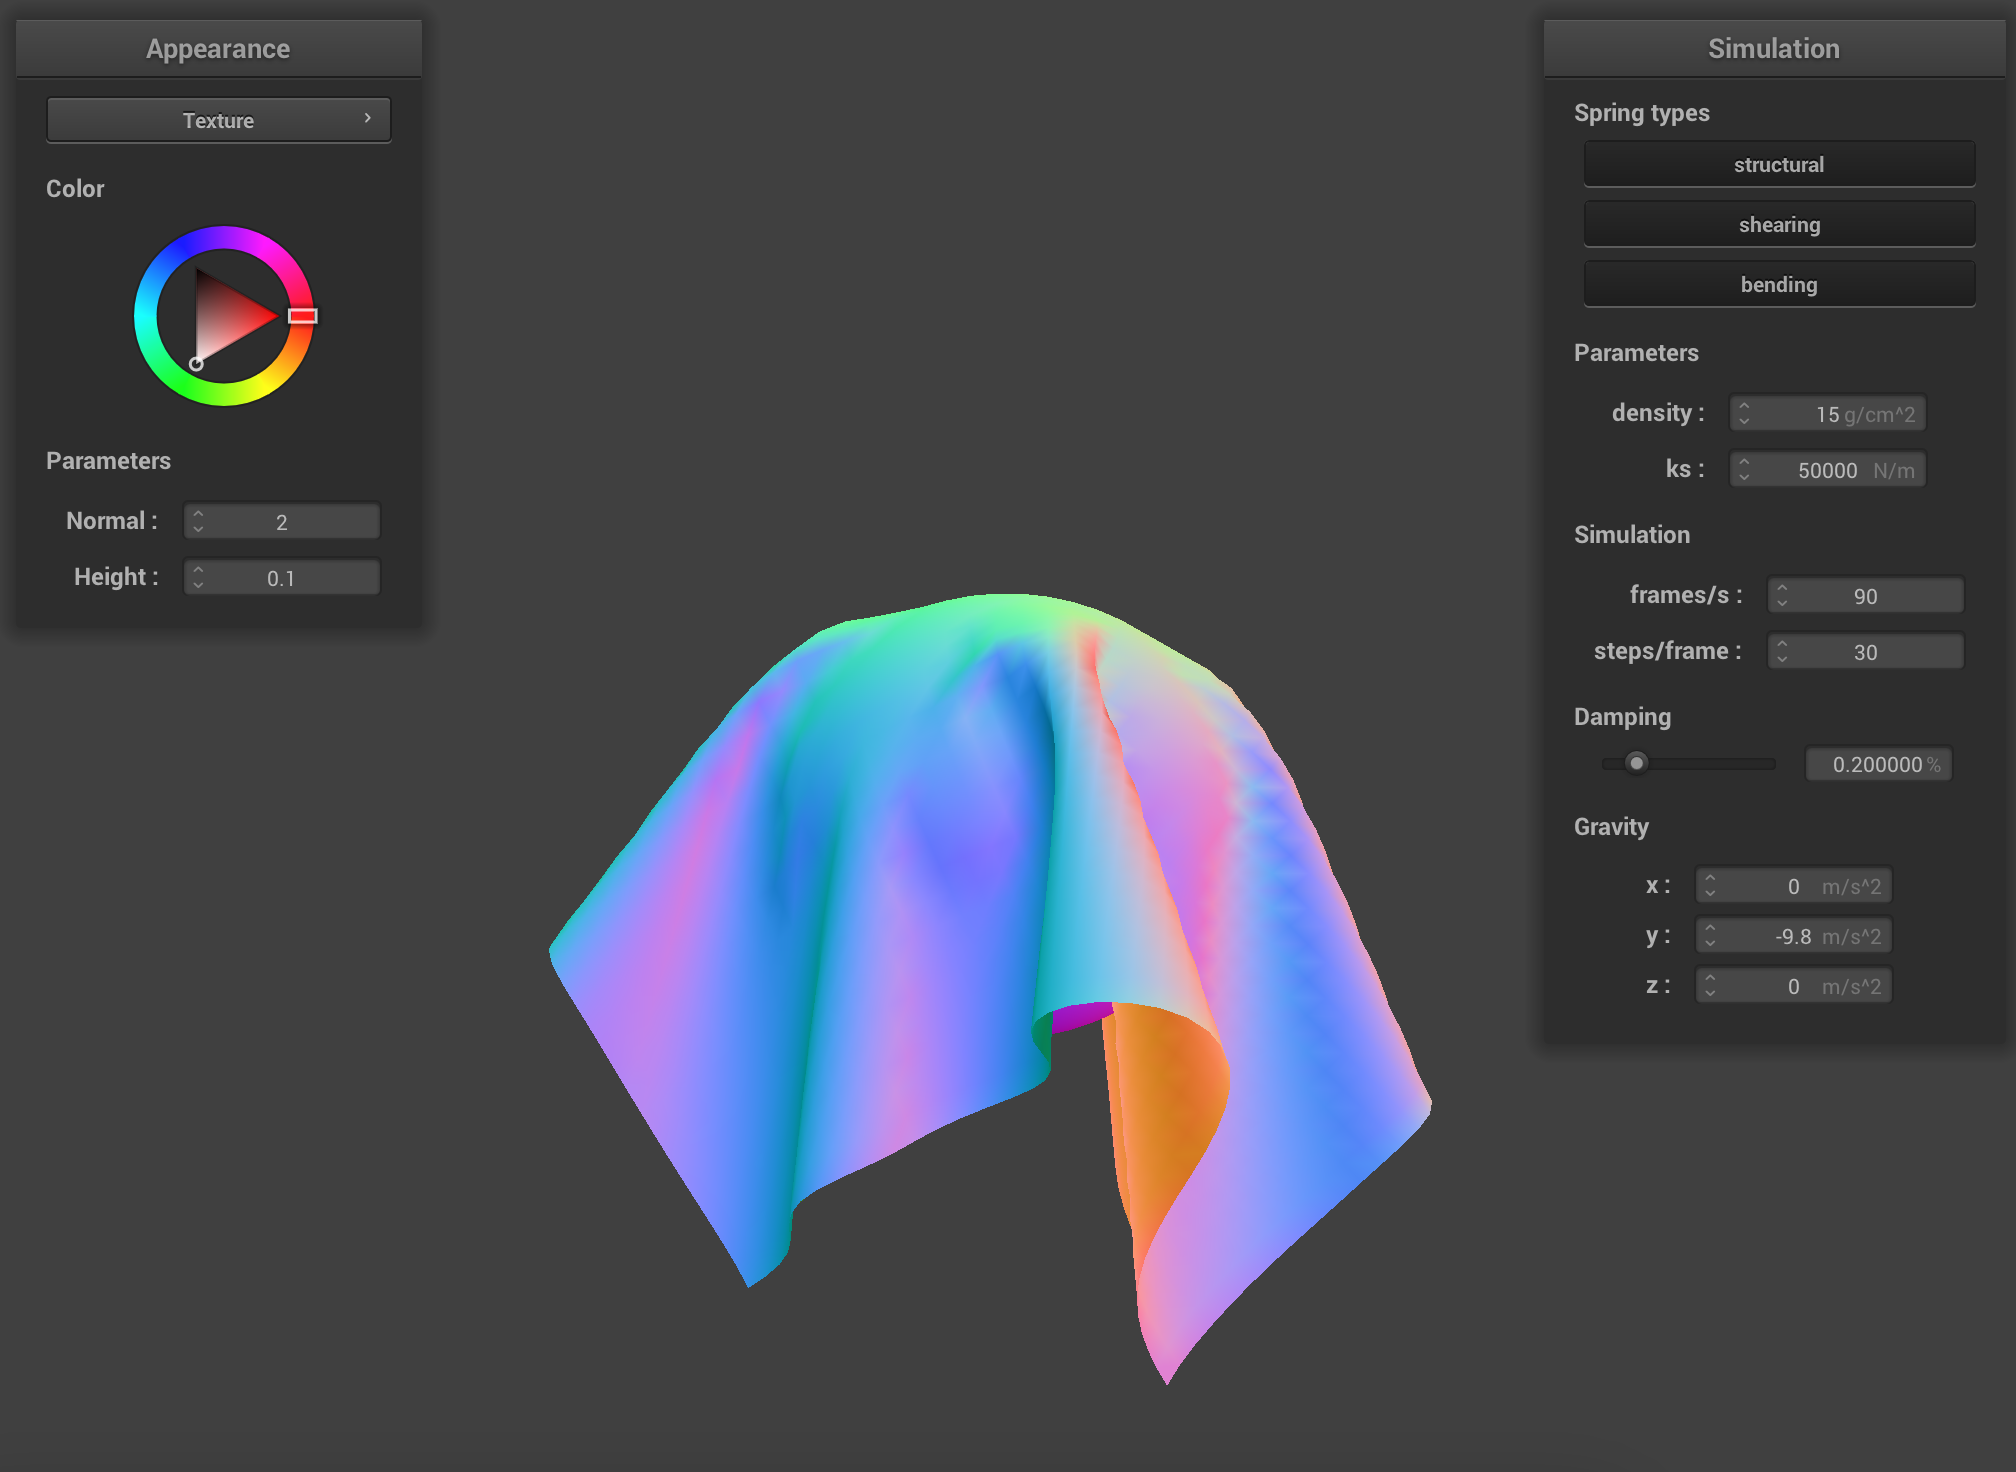 Appearance
Texture
Color
Parameters
Normal : 2
Height : 0.1
Simulation
Spring types
structural
shearing
bending
Parameters
density : 15 g/cm^2
ks : 50000 N/m
Simulation
frames/s : 90
steps/frame : 30
Damping
0.200000 %
Gravity
x : 0 m/s^2
y : -9.8 m/s^2
z : 0 m/s^2